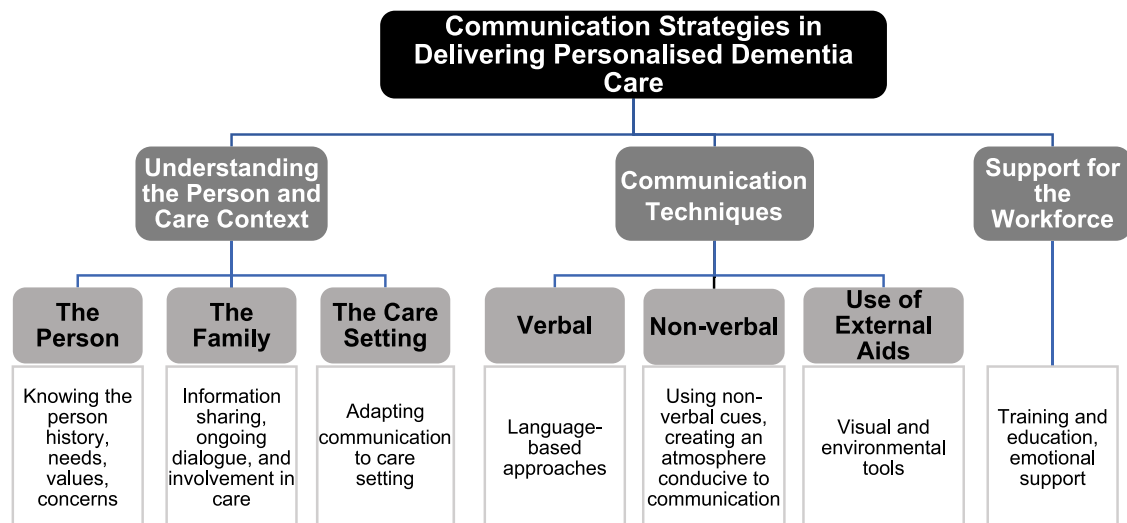 Communication Strategies in
Delivering Personalised Dementia
Care
Understanding
the Person and
Care Context
Communication
Techniques
Support for
the
Workforce
The
Person
The
Family
The Care
Setting
Verbal
Non-verbal
Use of
External
Aids
Knowing the
person
history,
needs,
values,
concerns
Information
sharing,
ongoing
dialogue, and
involvement in
care
Adapting
communication
to care
setting
Language-
based
approaches
Using non-
verbal cues,
creating an
atmosphere
conducive to
communication
Visual and
environmental
tools
Training and
education,
emotional
support